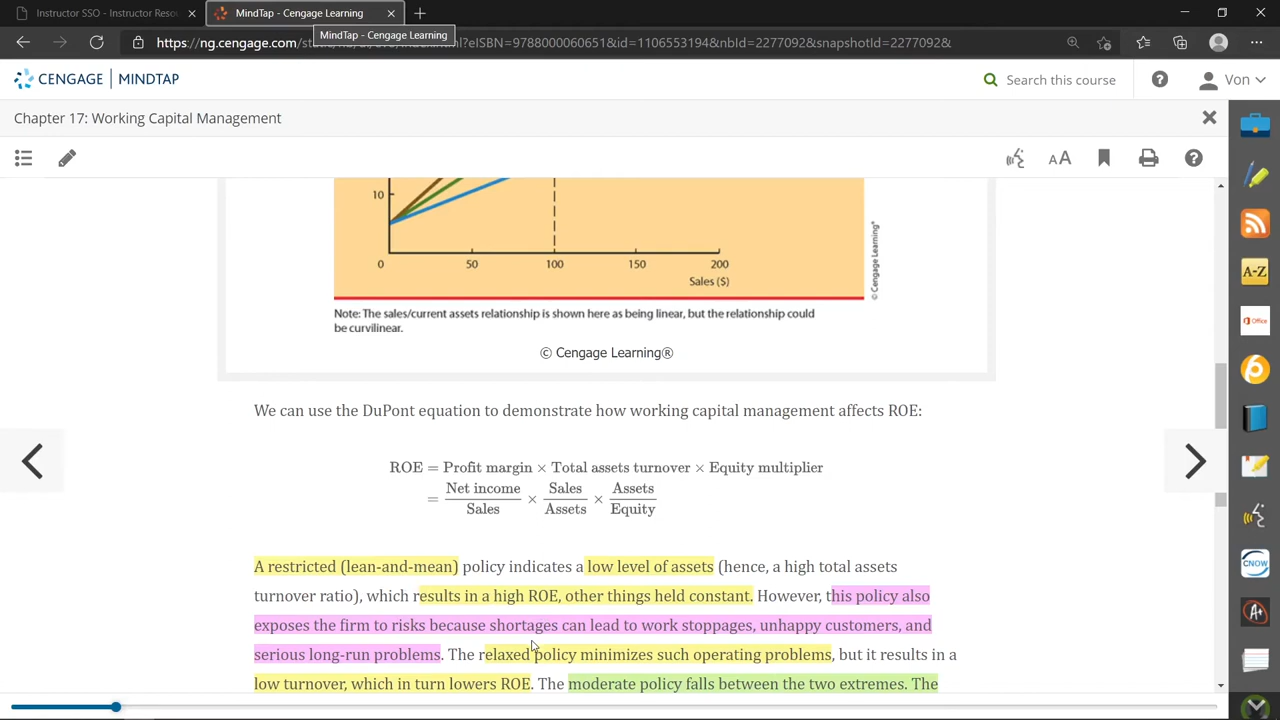 Instructor SSO - Instructor Resou
MindTap - Cengage Learning
MindTap - Cengage Learning
https://ng.cengage.com/
eISBN=9788000060651&id=1106553194&nbId=2277092&snapshotId=2277092&
CENGAGE | MINDTAP
Search this course
Von
Chapter 17: Working Capital Management
AA
10
0 50 100 150 200
Sales ($)
© Cengage Learning®
Note: The sales/current assets relationship is shown here as being linear, but the relationship could
be curvilinear.
© Cengage Learning®
A-Z
Office
We can use the DuPont equation to demonstrate how working capital management affects ROE:
ROE = Profit margin × Total assets turnover × Equity multiplier
= Net income / Sales × Sales / Assets × Assets / Equity
A restricted (lean-and-mean) policy indicates a low level of assets (hence, a high total assets
turnover ratio), which results in a high ROE, other things held constant. However, this policy also
exposes the firm to risks because shortages can lead to work stoppages, unhappy customers, and
serious long-run problems. The relaxed policy minimizes such operating problems, but it results in a
low turnover, which in turn lowers ROE. The moderate policy falls between the two extremes. The
CNOW
A+